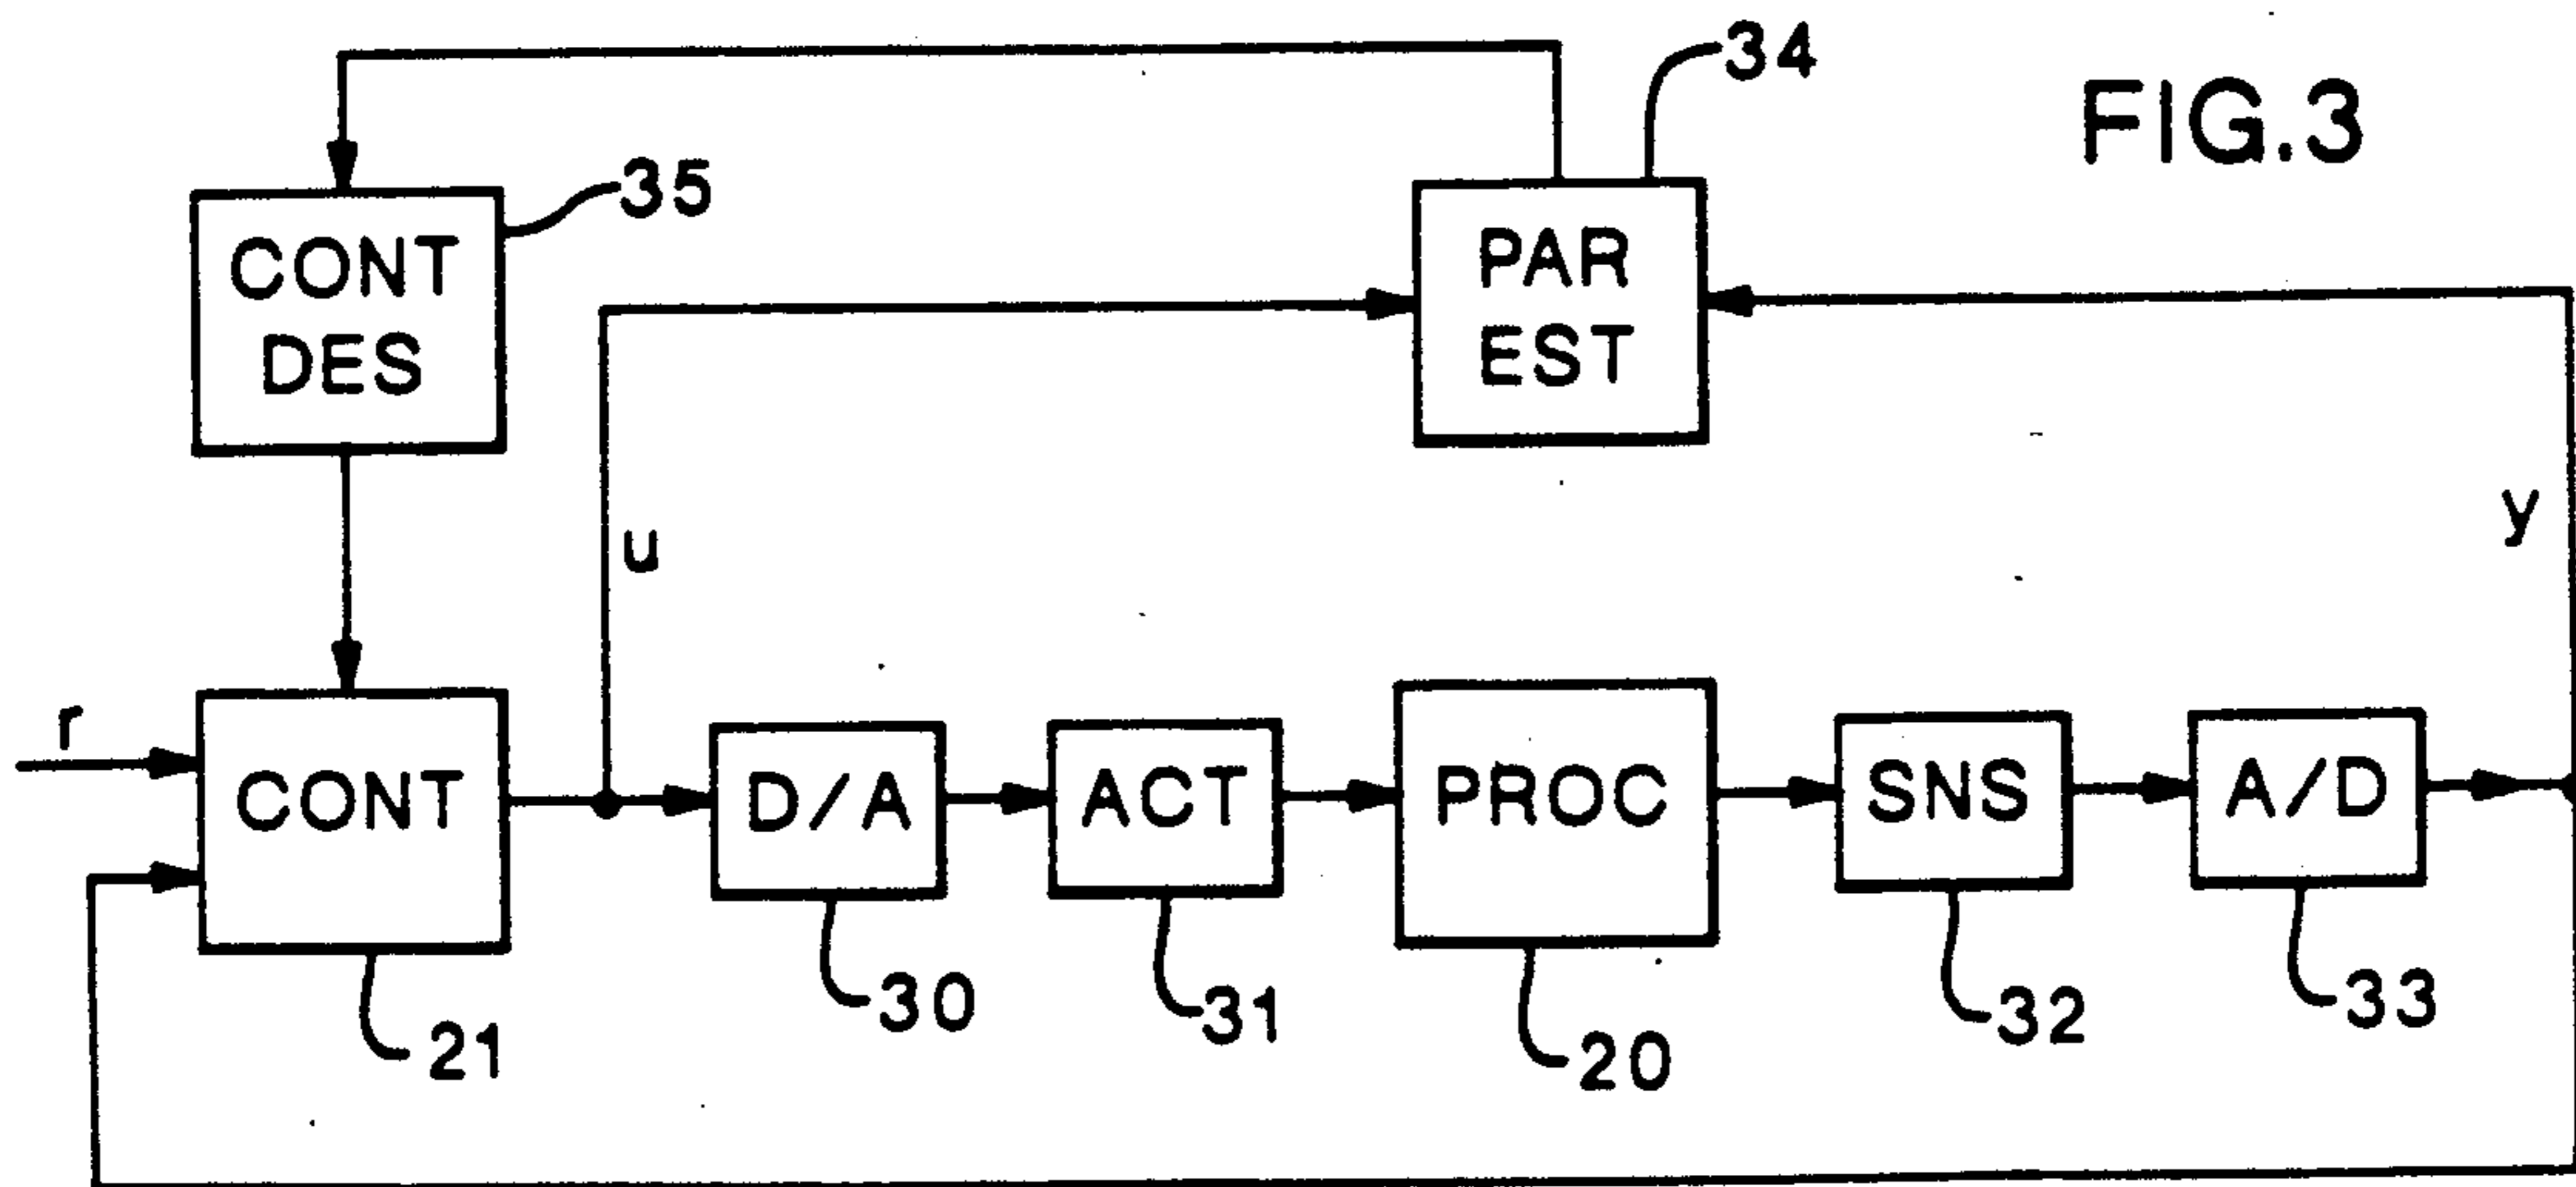 34
FIG.3
35
CONT
DES
PAR
EST
u
y
r
CONT
D/A
ACT
PROC
SNS
A/D
21
30
31
20
32
33